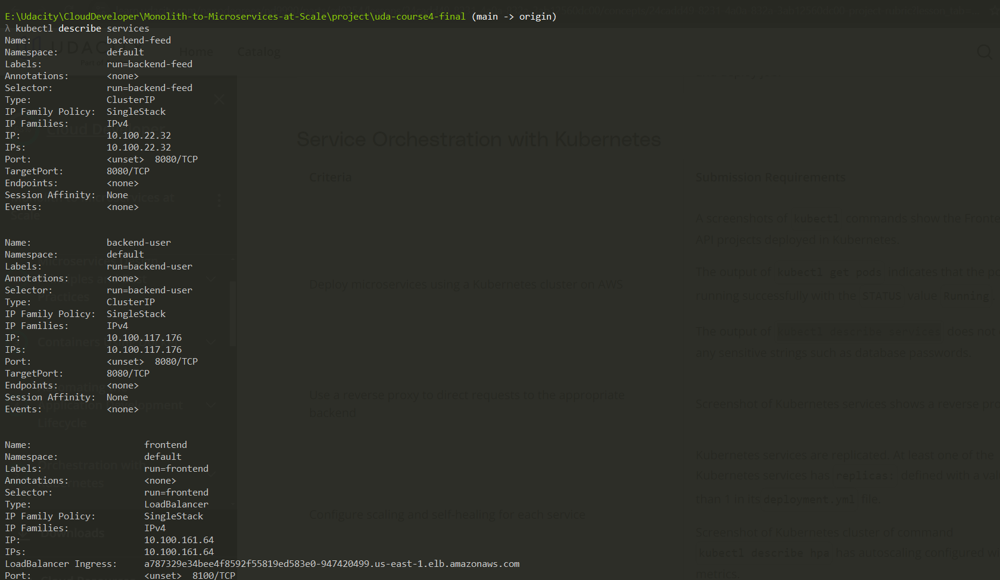 E:\Udacity\CloudDeveloper\Monolith-to-Microservices-at-Scale\project\uda-course4-final (main -> origin)
λ kubectl describe services
Name:              backend-feed
Namespace:         default
Labels:            run=backend-feed
Annotations:       <none>
Selector:          run=backend-feed
Type:              ClusterIP
IP Family Policy:  SingleStack
IP Families:       IPv4
IP:                10.100.22.32
IPs:               10.100.22.32
Port:              <unset>  8080/TCP
TargetPort:        8080/TCP
Endpoints:         <none>
Session Affinity:  None
Events:            <none>
Name:              backend-user
Namespace:         default
Labels:            run=backend-user
Annotations:       <none>
Selector:          run=backend-user
Type:              ClusterIP
IP Family Policy:  SingleStack
IP Families:       IPv4
IP:                10.100.117.176
IPs:               10.100.117.176
Port:              <unset>  8080/TCP
TargetPort:        8080/TCP
Endpoints:         <none>
Session Affinity:  None
Events:            <none>
Name:                     frontend
Namespace:                default
Labels:                   run=frontend
Annotations:              <none>
Selector:                 run=frontend
Type:                     LoadBalancer
IP Family Policy:         SingleStack
IP Families:              IPv4
IP:                       10.100.161.64
IPs:                      10.100.161.64
LoadBalancer Ingress:     a787329e34bee4f8592f55819ed583e0-947420499.us-east-1.elb.amazonaws.com
Port:                     <unset>  8100/TCP
Home
Catalog
Scale
Practices
Containers
Application Development
Lifecycle
Orchestration with
Downloads
Service Orchestration with Kubernetes
Criteria
Submission Requirements
Deploy microservices using a Kubernetes cluster on AWS
A screenshots of kubectl commands show the
API projects deployed in Kubernetes.
The output of kubectl get pods indicates that the
running successfully with the STATUS value Running.
The output of kubectl describe services does not
any sensitive strings such as database passwords.
Use a reverse proxy to direct requests to the appropriate
backend
Screenshot of Kubernetes services shows a reverse
Configure scaling and self-healing for each service
Kubernetes services are replicated. At least one of the
Kubernetes services has replicas: defined with a
than 1 in its deployment.yml file.
Screenshot of Kubernetes cluster of command
kubectl describe hpa has autoscaling configured
metrics.